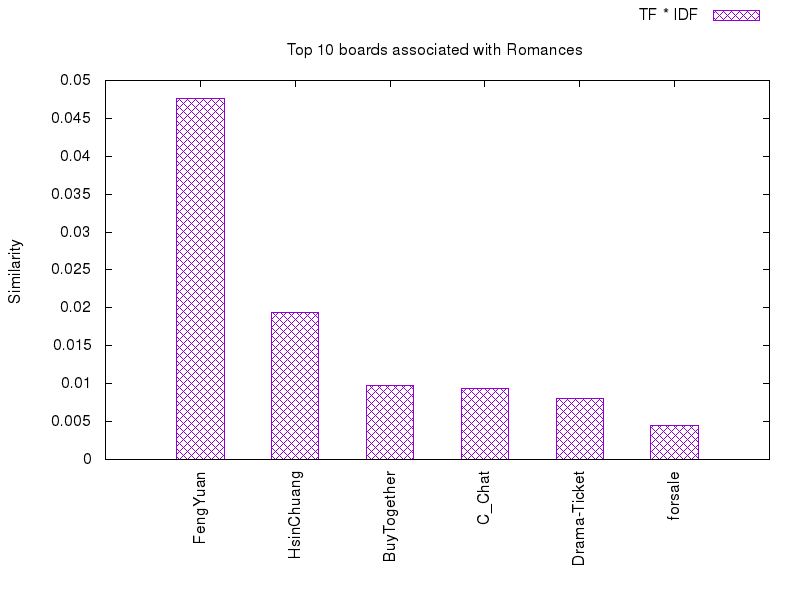 TF * IDF
Top 10 boards associated with Romances
0.05
0.045
0.04
0.035
0.03
0.025
0.02
0.015
0.01
0.005
0
Similarity
FengYuan
HsinChuang
BuyTogether
C_Chat
Drama-Ticket
forsale